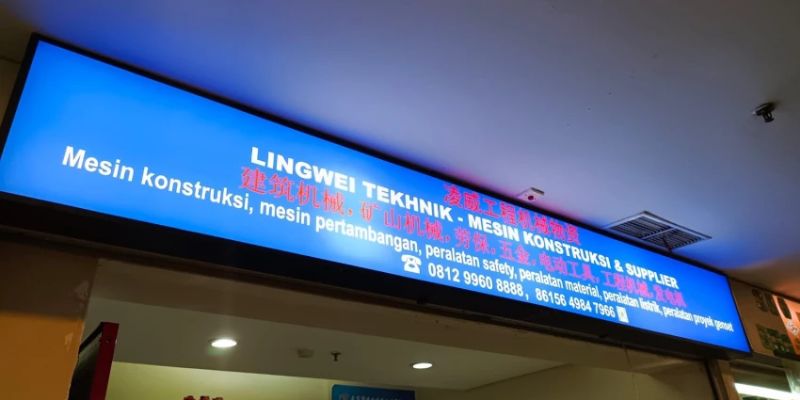 凌威工程机械物资
LINGWEI TEKHNIK - MESIN KONSTRUKSI & SUPPLIER
建筑机械，矿山机械，劳保，五金，电动工具，工程机械，发电机
Mesin konstruksi, mesin pertambangan, peralatan safety, peralatan material, peralatan listrik, peralatan proyek genset
☎ 0812 9960 8888， 86156 4984 7966